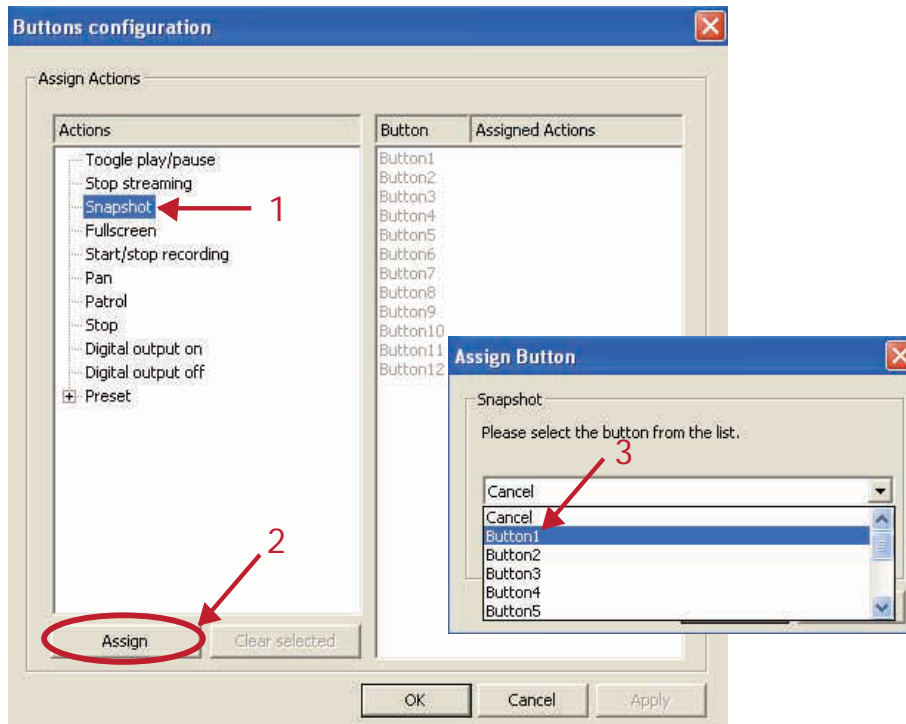 Buttons configuration
Assign Actions
Actions
Toogle play/pause
Stop streaming
Snapshot
1
Fullscreen
Start/stop recording
Pan
Patrol
Stop
Digital output on
Digital output off
Preset
2
Assign
Clear selected
Button Assigned Actions
Button1
Button2
Button3
Button4
Button5
Button6
Button7
Button8
Button9
Button10
Button11
Button12
Assign Button
Snapshot
Please select the button from the list.
3
Cancel
Cancel
Button1
Button2
Button3
Button4
Button5
OK Cancel Apply